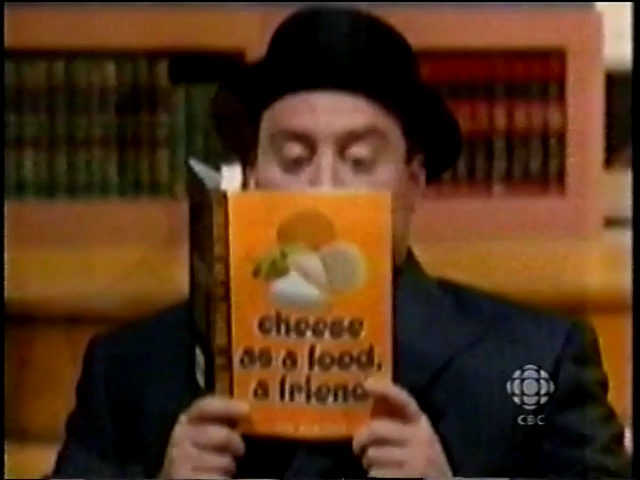 cheese
as a food,
a friend
CBC